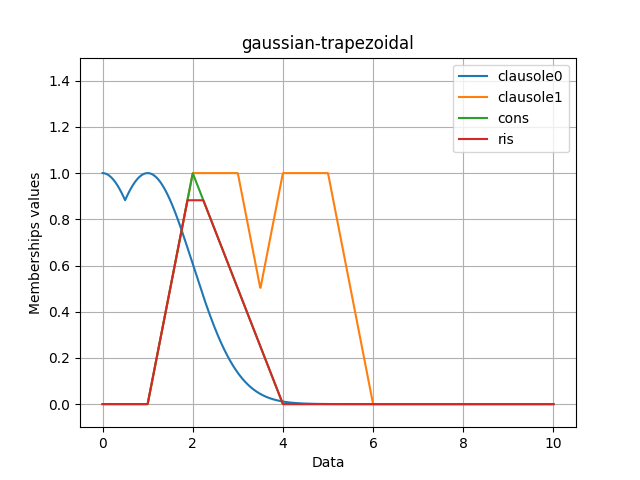 gaussian-trapezoidal
clausole0
clausole1
cons
ris
Memberships values
1.4
1.2
1.0
0.8
0.6
0.4
0.2
0.0
0 2 4 6 8 10
Data